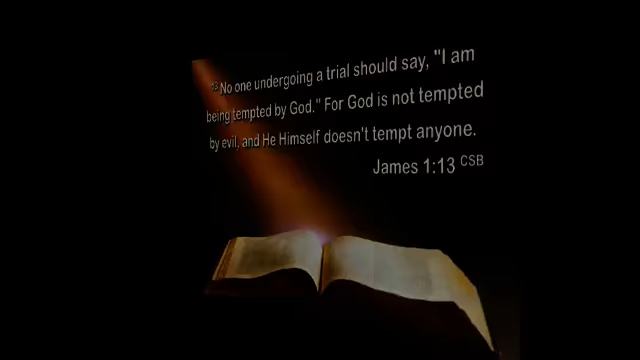 13 No one undergoing a trial should say, "I am
being tempted by God." For God is not tempted
by evil, and He Himself doesn't tempt anyone.
James 1:13 CSB